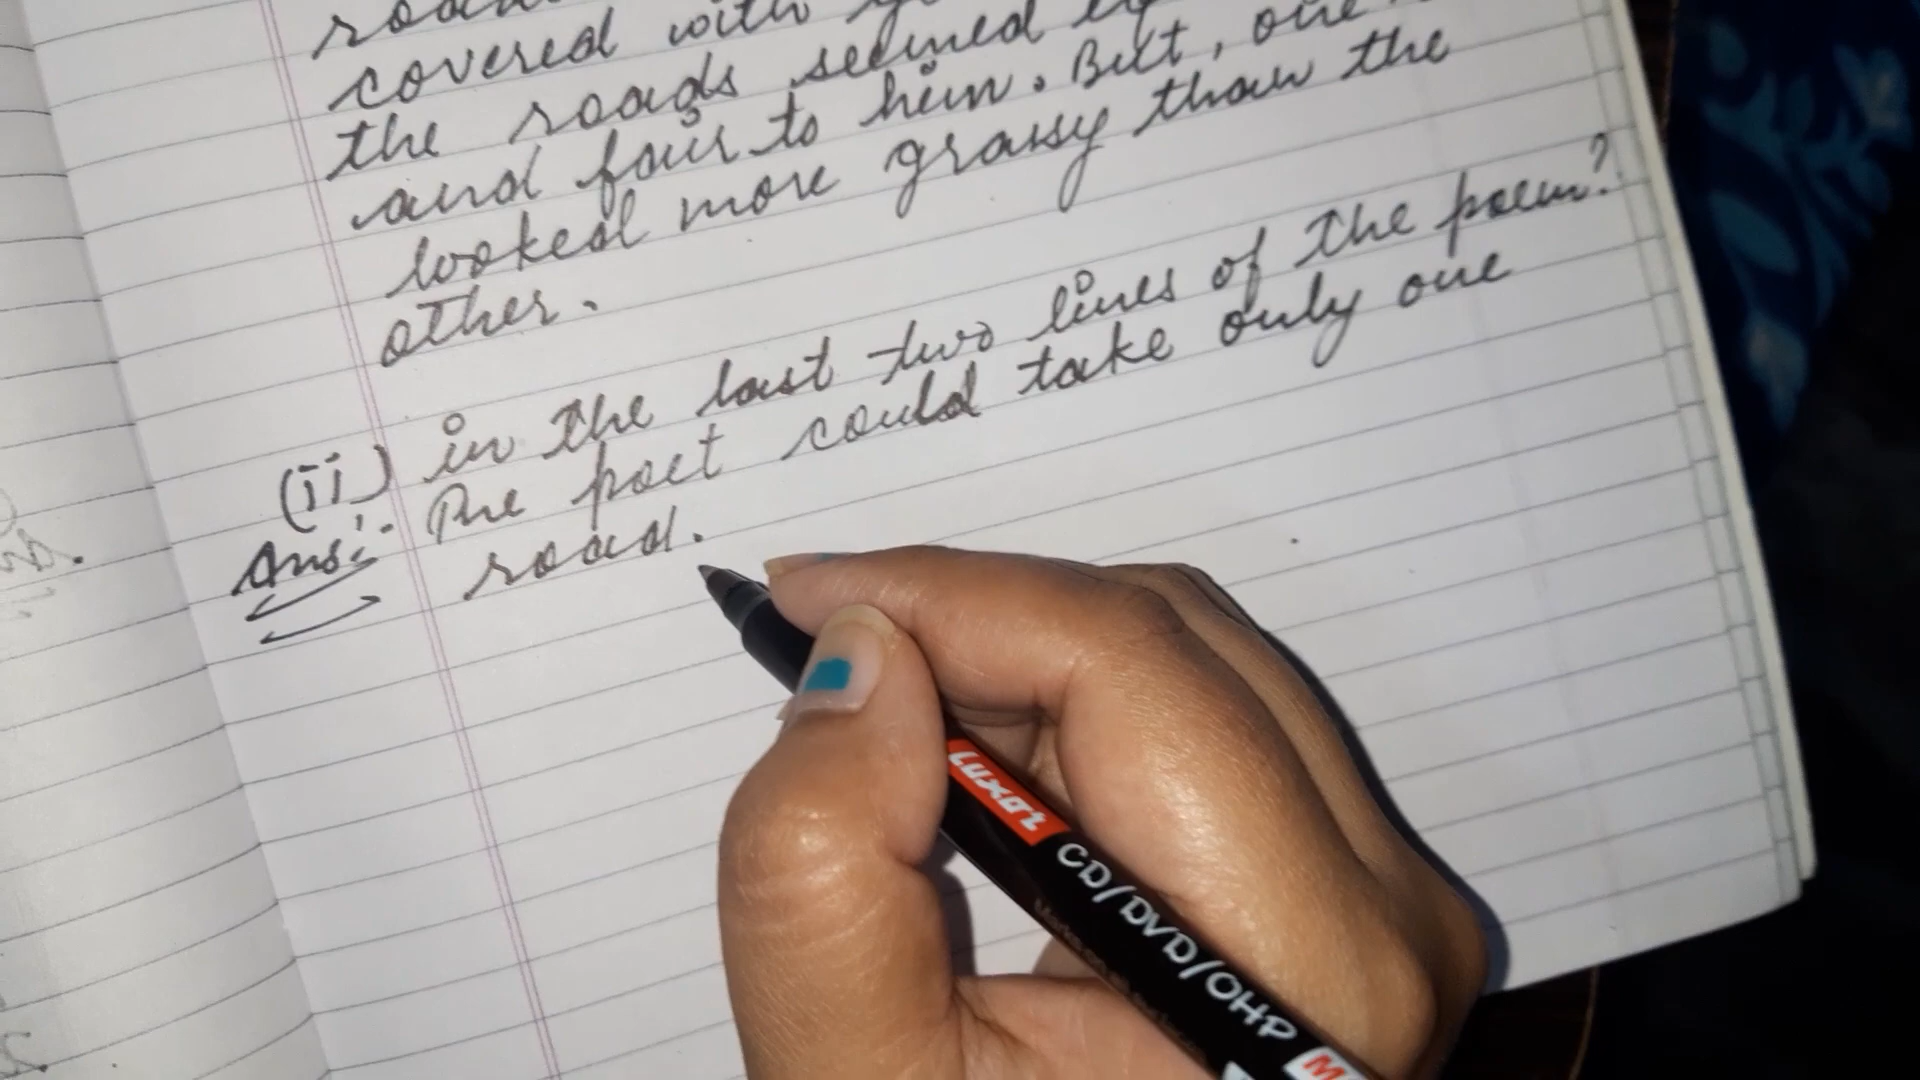 covered with
the roads seemed
and fair to him. But, one
looked more grassy than the
other.
(ii) in the last two lines of the poem?
Ans:- The poet could take only one
road.
Luxor CD/DVD/OHP M